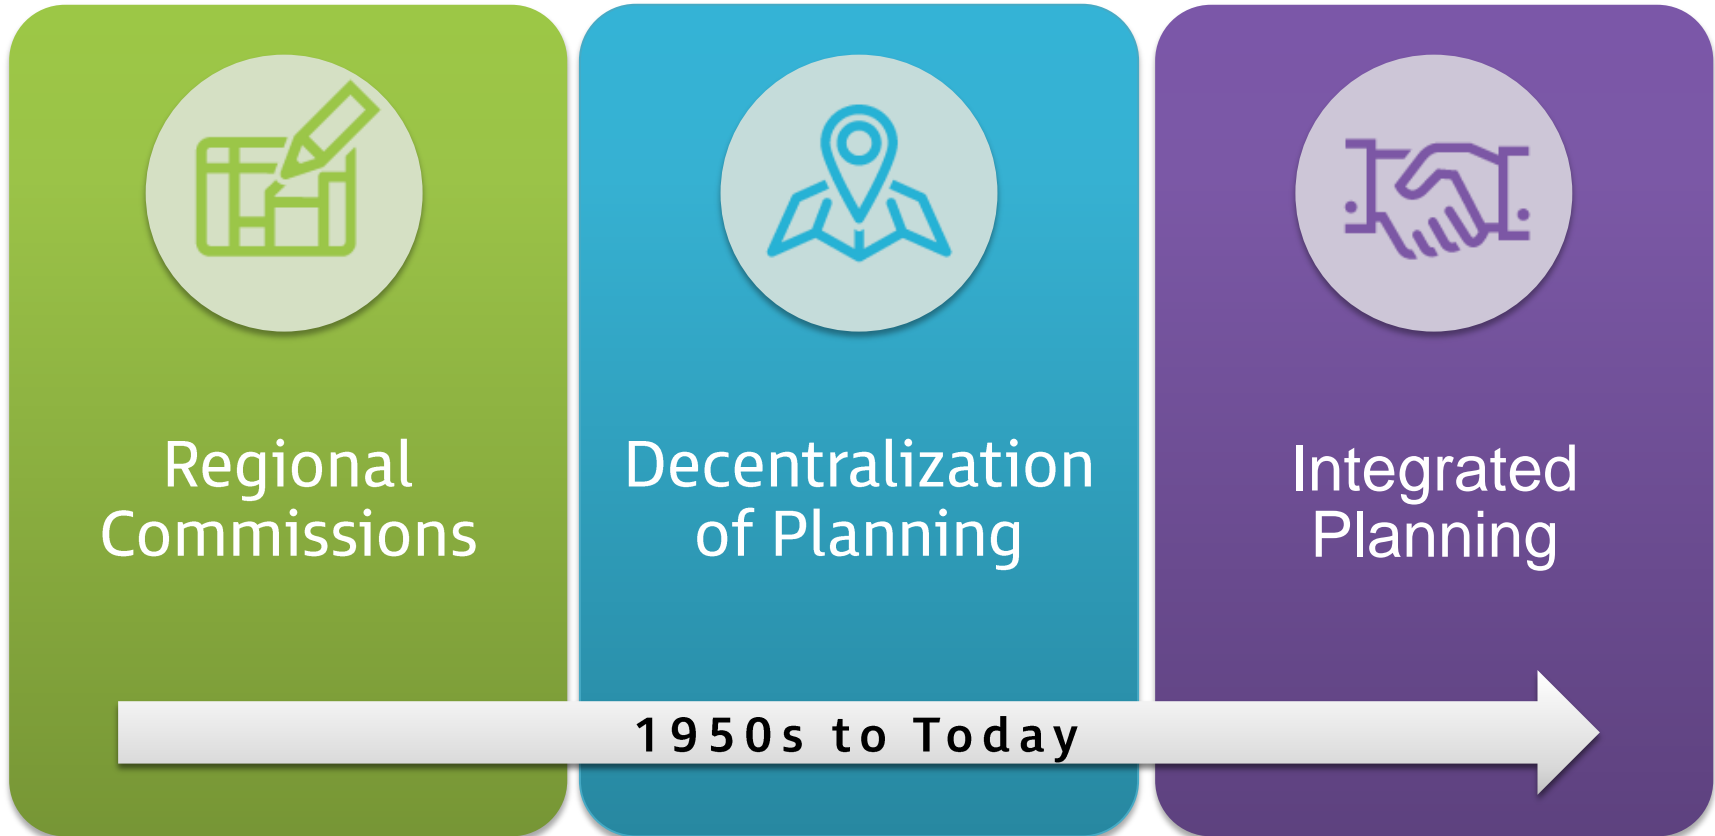 Regional
Commissions
Decentralization
of Planning
Integrated
Planning
1950s to Today